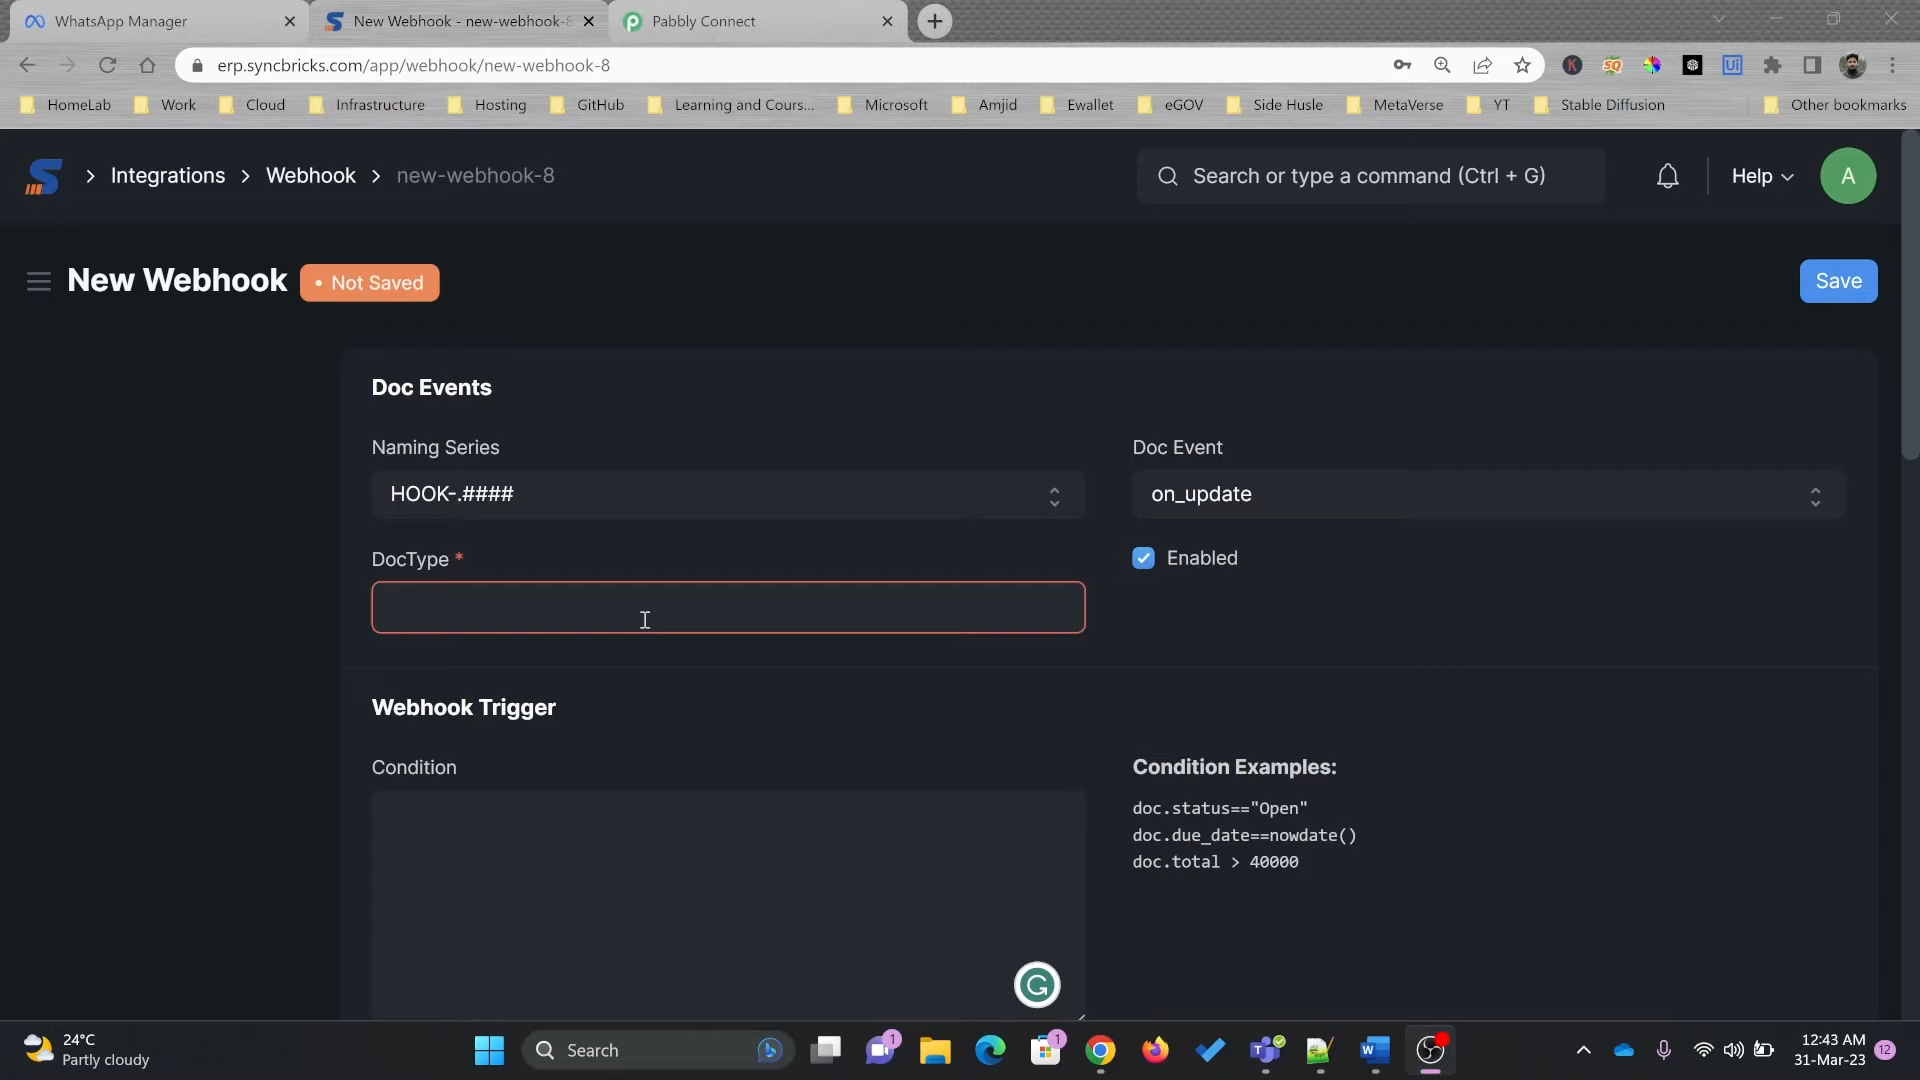 WhatsApp Manager
New Webhook - new-webhook-8
Pabbly Connect
erp.syncbricks.com/app/webhook/new-webhook-8
HomeLab
Work
Cloud
Infrastructure
Hosting
GitHub
Learning and Cours...
Microsoft
Amjid
Ewallet
eGOV
Side Husle
MetaVerse
YT
Stable Diffusion
Other bookmarks
Integrations
Webhook
new-webhook-8
Search or type a command (Ctrl + G)
Help
A
New Webhook
• Not Saved
Save
Doc Events
Naming Series
Doc Event
HOOK-.####
on_update
DocType *
Enabled
Webhook Trigger
Condition
Condition Examples:
doc.status=="Open"
doc.due_date==nowdate()
doc.total > 40000
24°C
Partly cloudy
Search
1
1
12:43 AM
31-Mar-23
12